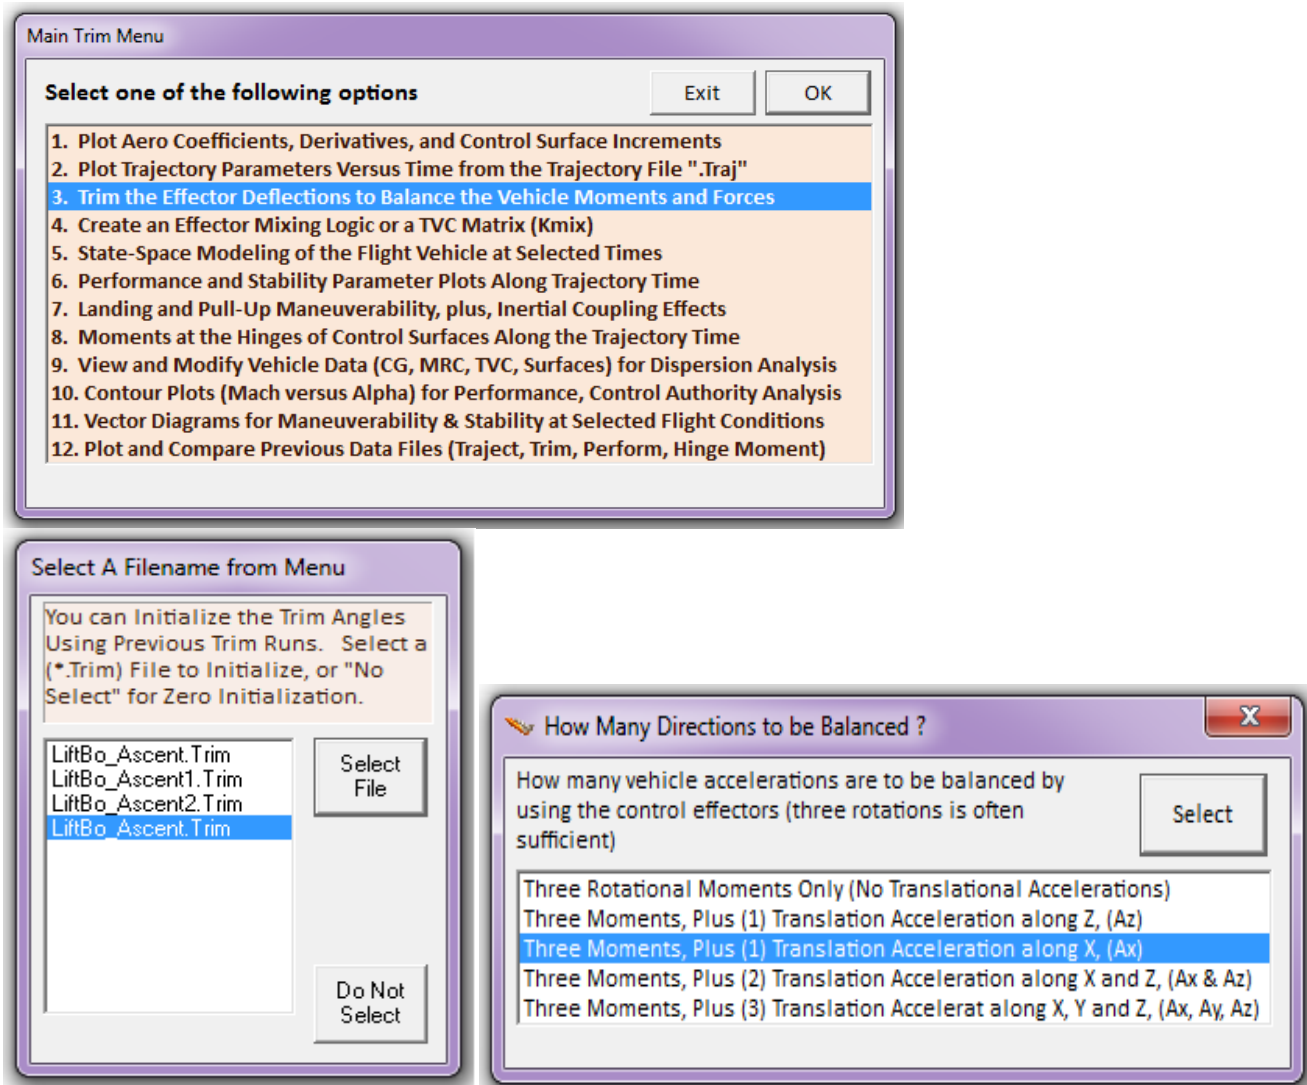 Main Trim Menu
Select one of the following options
Exit
OK
1. Plot Aero Coefficients, Derivatives, and Control Surface Increments
2. Plot Trajectory Parameters Versus Time from the Trajectory File ".Traj"
3. Trim the Effector Deflections to Balance the Vehicle Moments and Forces
4. Create an Effector Mixing Logic or a TVC Matrix (Kmix)
5. State-Space Modeling of the Flight Vehicle at Selected Times
6. Performance and Stability Parameter Plots Along Trajectory Time
7. Landing and Pull-Up Maneuverability, plus, Inertial Coupling Effects
8. Moments at the Hinges of Control Surfaces Along the Trajectory Time
9. View and Modify Vehicle Data (CG, MRC, TVC, Surfaces) for Dispersion Analysis
10. Contour Plots (Mach versus Alpha) for Performance, Control Authority Analysis
11. Vector Diagrams for Maneuverability & Stability at Selected Flight Conditions
12. Plot and Compare Previous Data Files (Traject, Trim, Perform, Hinge Moment)
Select A Filename from Menu
You can Initialize the Trim Angles
Using Previous Trim Runs. Select a
(*.Trim) File to Initialize, or "No
Select" for Zero Initialization.
LiftBo_Ascent.Trim
LiftBo_Ascent1.Trim
LiftBo_Ascent2.Trim
LiftBo_Ascent.Trim
Select
File
Do Not
Select
How Many Directions to be Balanced ?
X
How many vehicle accelerations are to be balanced by
using the control effectors (three rotations is often
sufficient)
Select
Three Rotational Moments Only (No Translational Accelerations)
Three Moments, Plus (1) Translation Acceleration along Z, (Az)
Three Moments, Plus (1) Translation Acceleration along X, (Ax)
Three Moments, Plus (2) Translation Acceleration along X and Z, (Ax & Az)
Three Moments, Plus (3) Translation Accelerat along X, Y and Z, (Ax, Ay, Az)